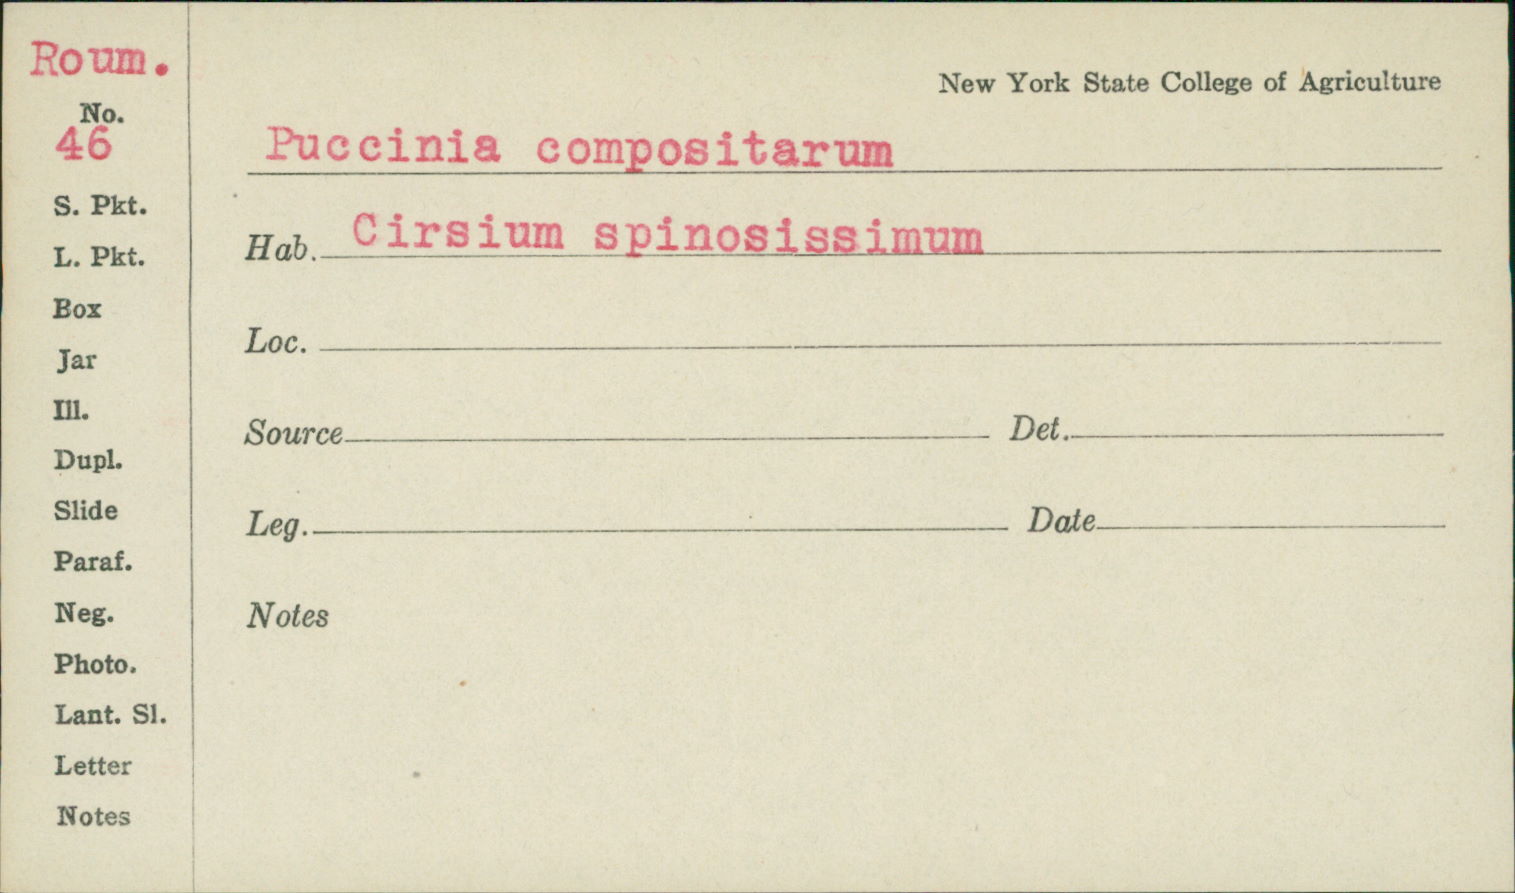 Roum.
No.
46
S. Pkt.
L. Pkt.
Box
Jar
Ill.
Dupl.
Slide
Paraf.
Neg.
Photo.
Lant. Sl.
Letter
Notes
New York State College of Agriculture
Puccinia compositarum
Hab. Cirsium spinosissimum
Loc.
Source Det.
Leg. Date
Notes